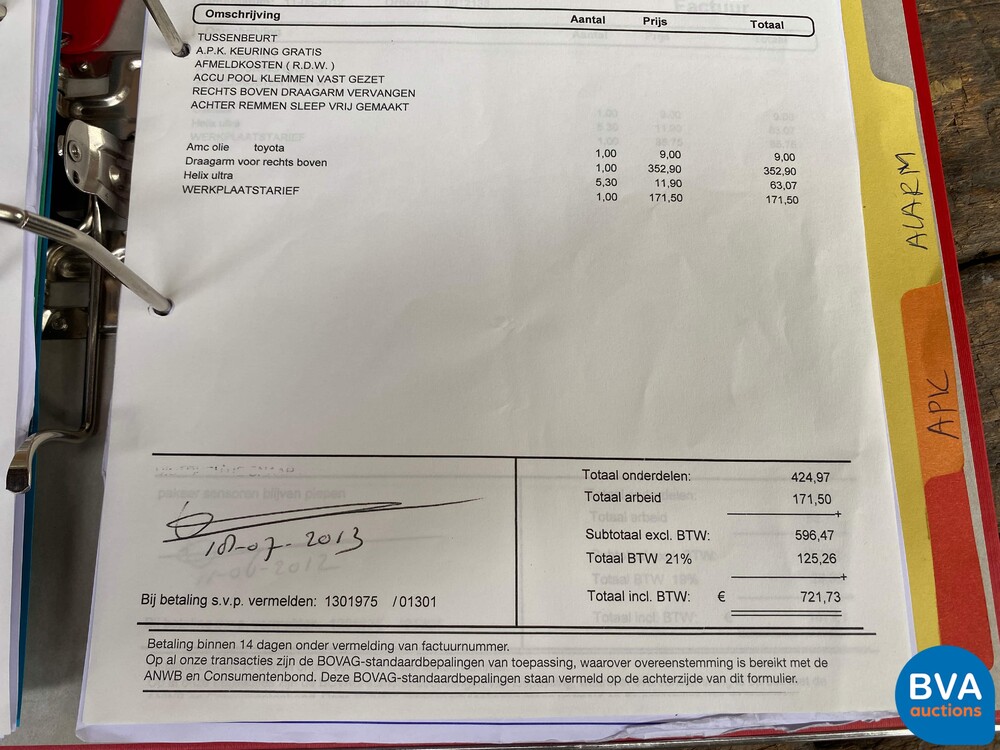 Factuur
Omschrijving Aantal Prijs Totaal
TUSSENBEURT
A.P.K. KEURING GRATIS
AFMELDKOSTEN ( R.D.W. )
ACCU POOL KLEMMEN VAST GEZET
RECHTS BOVEN DRAAGARM VERVANGEN
ACHTER REMMEN SLEEP VRIJ GEMAAKT
Amc olie toyota 1,00 9,00 9,00
Draagarm voor rechts boven 1,00 352,90 352,90
Helix ultra 5,30 11,90 63,07
WERKPLAATSTARIEF 1,00 171,50 171,50
ALARM
APK
Totaal onderdelen: 424,97
Totaal arbeid 171,50
+
Subtotaal excl. BTW: 596,47
Totaal BTW 21% 125,26
+
Totaal incl. BTW: € 721,73
18-07-2013
Bij betaling s.v.p. vermelden: 1301975 /01301
Betaling binnen 14 dagen onder vermelding van factuurnummer.
Op al onze transacties zijn de BOVAG-standaardbepalingen van toepassing, waarover overeenstemming is bereikt met de
ANWB en Consumentenbond. Deze BOVAG-standaardbepalingen staan vermeld op de achterzijde van dit formulier.
BVA
auctions